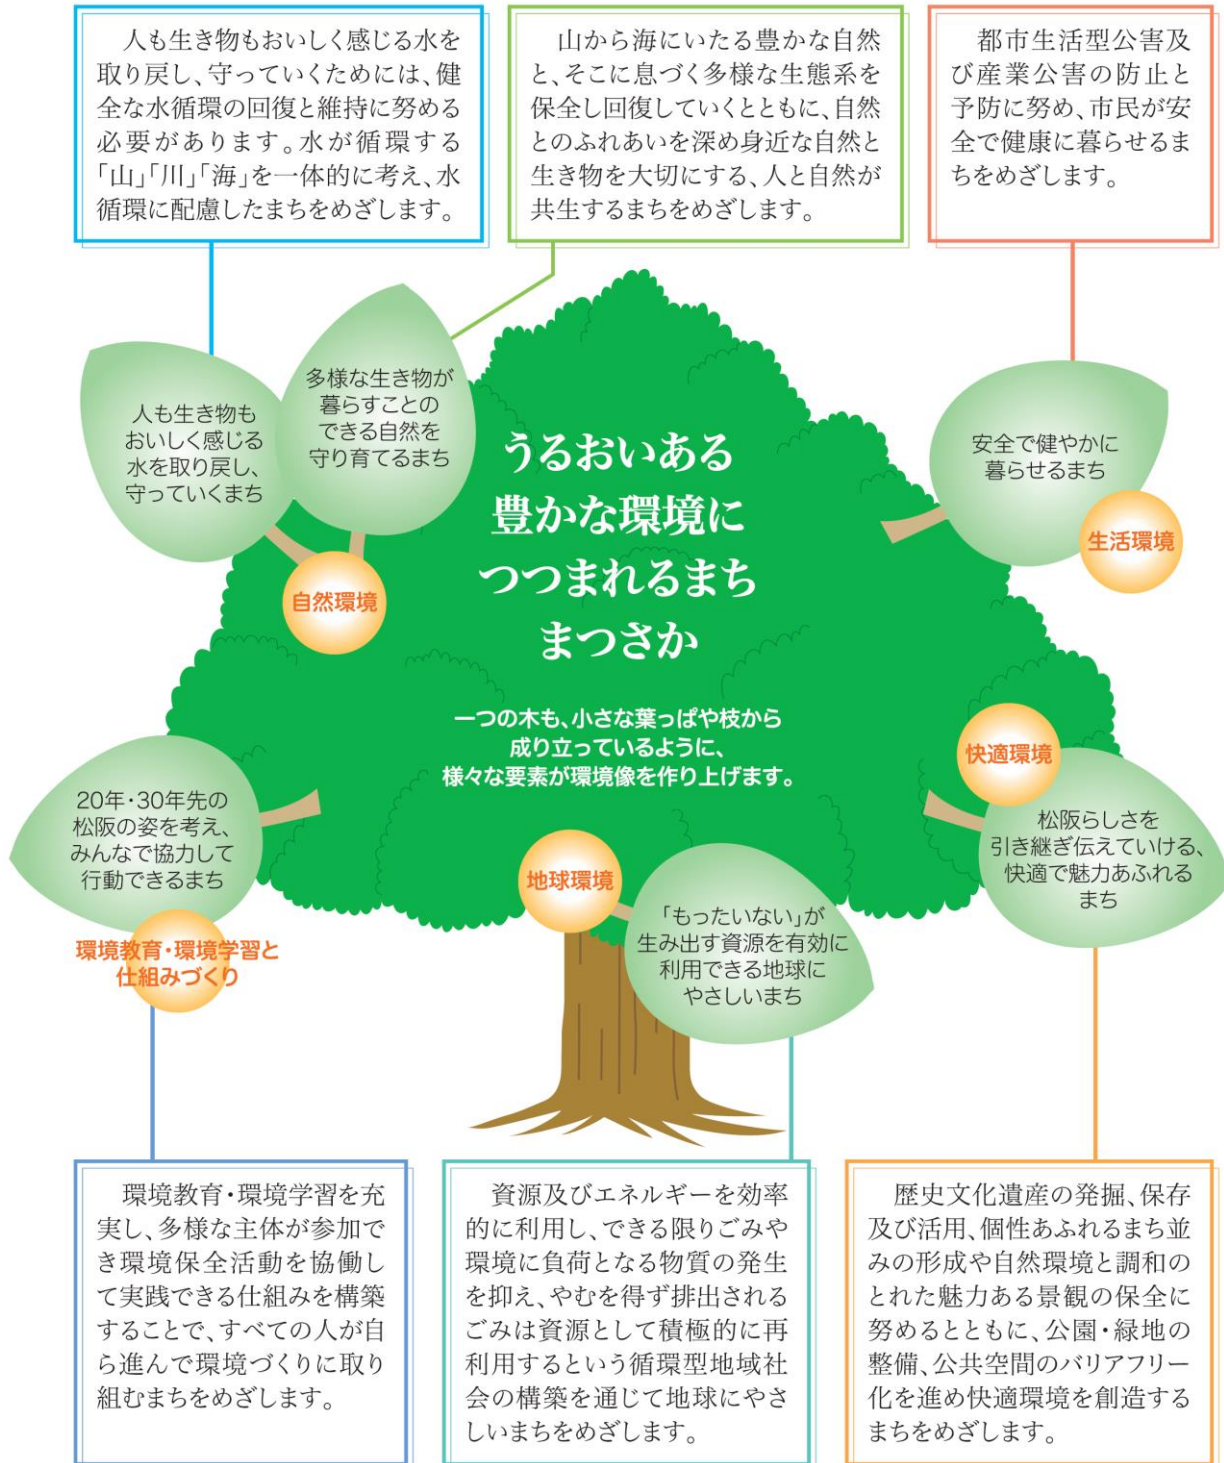 人も生き物もおいしく感じる水を
取り戻し、守っていくためには、健
全な水循環の回復と維持に努める
必要があります。水が循環する
「山」「川」「海」を一体的に考え、水
循環に配慮したまちをめざします。
山から海にいたる豊かな自然
と、そこに息づく多様な生態系を
保全し回復していくとともに、自然
とのふれあいを深め身近な自然と
生き物を大切にする、人と自然が
共生するまちをめざします。
都市生活型公害及
び産業公害の防止と
予防に努め、市民が安
全で健康に暮らせるま
ちをめざします。
人も生き物も
おいしく感じる
水を取り戻し、
守っていくまち
多様な生き物が
暮らすことの
できる自然を
守り育てるまち
自然環境
うるおいある
豊かな環境に
つつまれるまち
まつさか
一つの木も、小さな葉っぱや枝から
成り立っているように、
様々な要素が環境像を作り上げます。
安全で健やかに
暮らせるまち
生活環境
20年・30年先の
松阪の姿を考え、
みんなで協力して
行動できるまち
環境教育・環境学習と
仕組みづくり
地球環境
「もったいない」が
生み出す資源を有効に
利用できる地球に
やさしいまち
快適環境
松阪らしさを
引き継ぎ伝えていける、
快適で魅力あふれる
まち
環境教育・環境学習を充
実し、多様な主体が参加で
き環境保全活動を協働し
て実践できる仕組みを構築
することで、すべての人が自
ら進んで環境づくりに取り
組むまちをめざします。
資源及びエネルギーを効率
的に利用し、できる限りごみや
環境に負荷となる物質の発生
を抑え、やむを得ず排出される
ごみは資源として積極的に再
利用するという循環型地域社
会の構築を通じて地球にやさ
しいまちをめざします。
歴史文化遺産の発掘、保存
及び活用、個性あふれるまち並
みの形成や自然環境と調和の
とれた魅力ある景観の保全に
努めるとともに、公園・緑地の
整備、公共空間のバリアフリー
化を進め快適環境を創造する
まちをめざします。